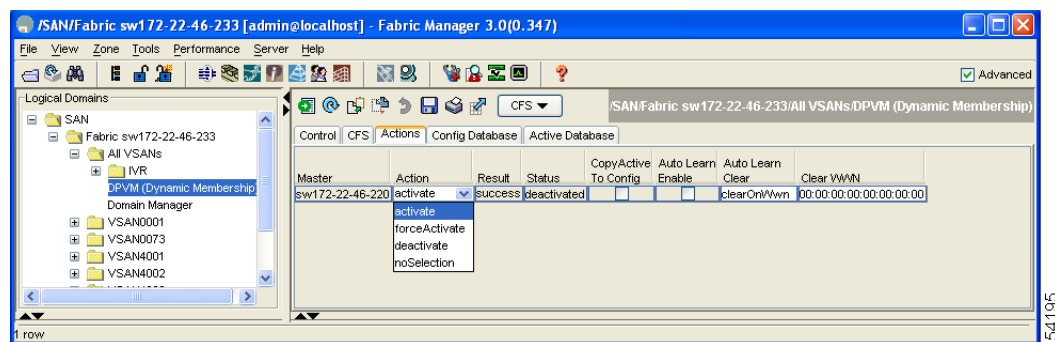 /SAN/Fabric sw172-22-46-233 [admin@localhost] - Fabric Manager 3.0(0.347)
File View Zone Tools Performance Server Help
Advanced
Logical Domains
SAN
Fabric sw172-22-46-233
All VSANs
IVR
DPVM (Dynamic Membership)
Domain Manager
VSAN0001
VSAN0073
VSAN4001
VSAN4002
CFS
/SAN/Fabric sw172-22-46-233/All VSANs/DPVM (Dynamic Membership)
Control CFS Actions Config Database Active Database
Master Action Result Status CopyActive To Config Auto Learn Enable Auto Learn Clear Clear WWN
sw172-22-46-220 activate success deactivated clearOnWwn 00:00:00:00:00:00:00:00
activate
forceActivate
deactivate
noSelection
1 row
54195